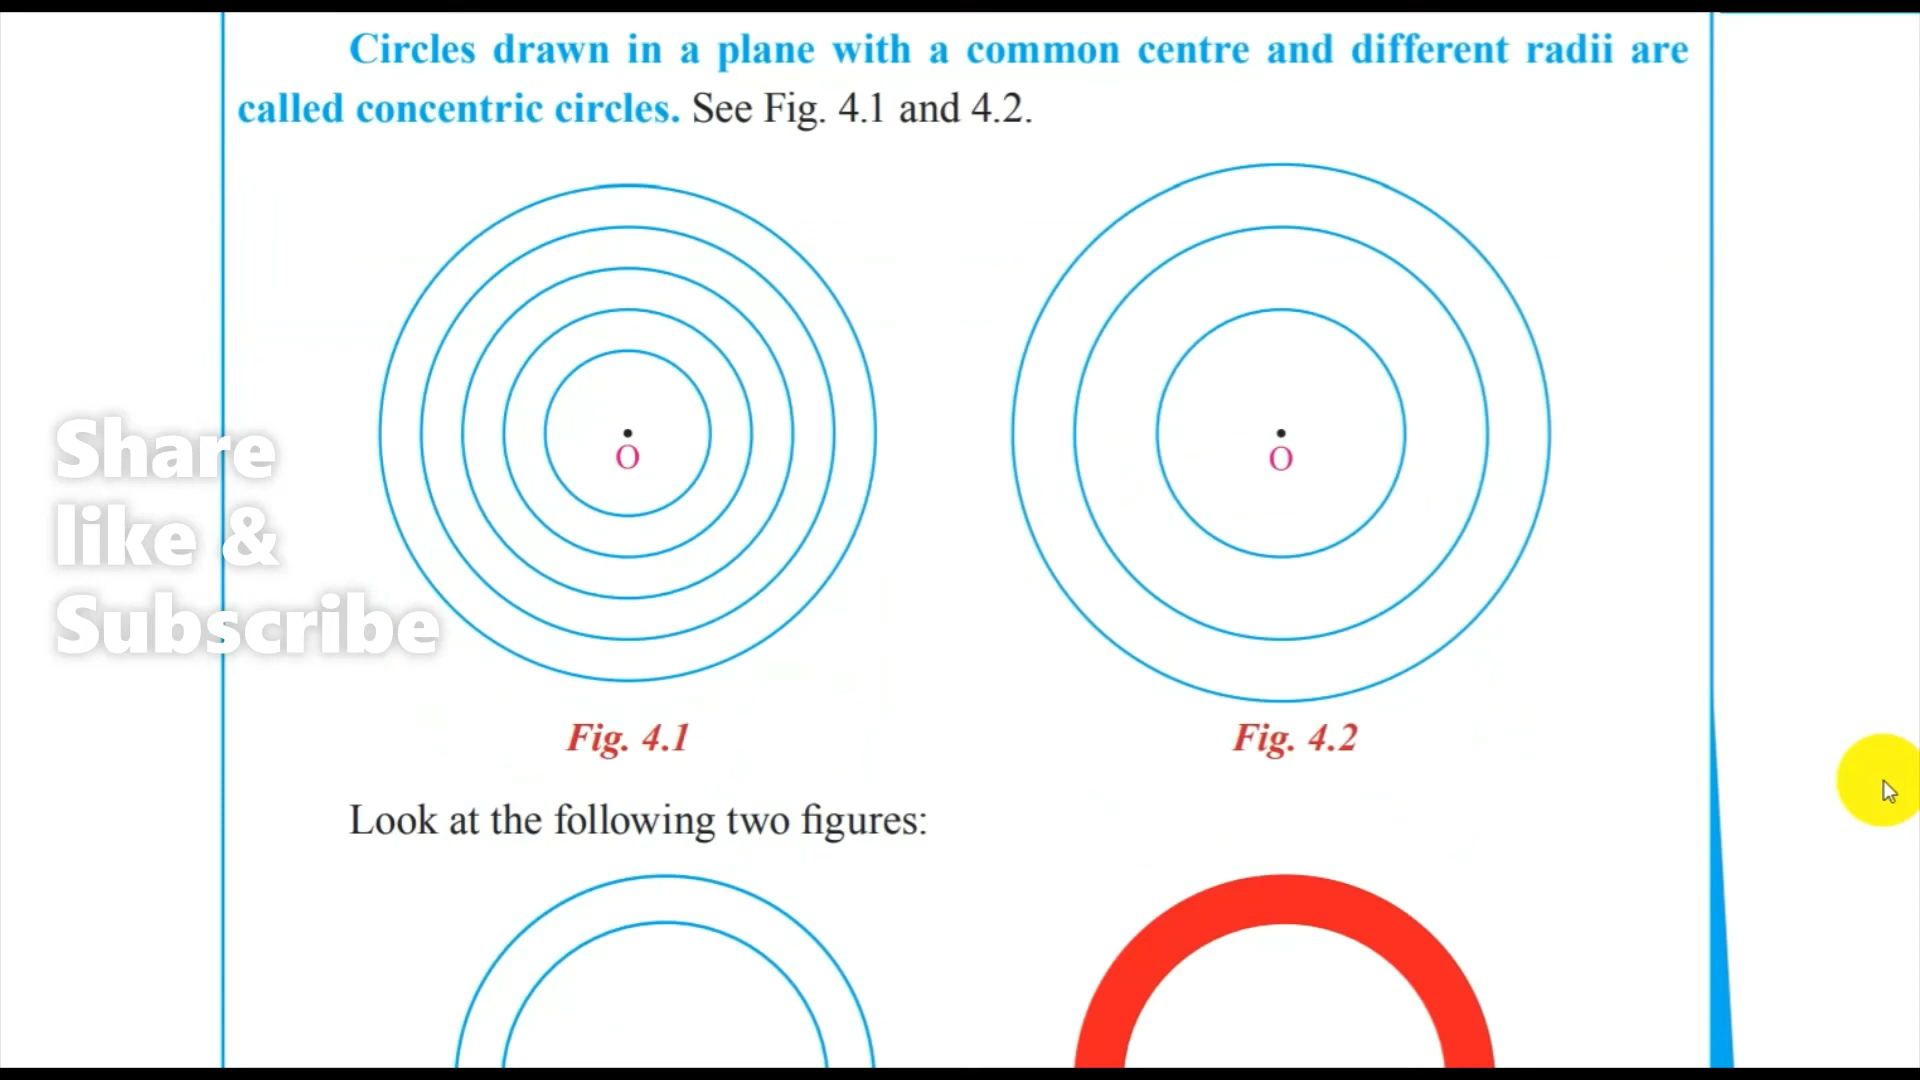 Circles drawn in a plane with a common centre and different radii are
called concentric circles. See Fig. 4.1 and 4.2.
O
O
Share
like &
Subscribe
Fig. 4.1
Fig. 4.2
Look at the following two figures: